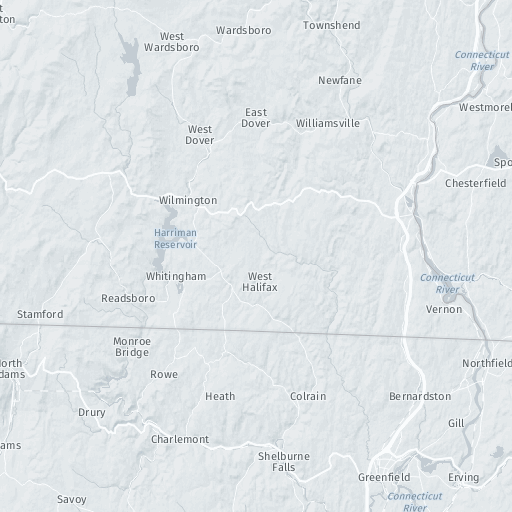 Wardsboro
Townshend
West
Wardsboro
Connecticut
River
Newfane
East
Dover
Williamsville
West
Dover
Chesterfield
Wilmington
Harriman
Reservoir
Whitingham
West
Halifax
Connecticut
River
Readsboro
Vernon
Stamford
Monroe
Bridge
Northfield
Rowe
Heath
Colrain
Bernardston
Drury
Gill
Charlemont
Shelburne
Falls
Greenfield
Erving
Savoy
Connecticut
River